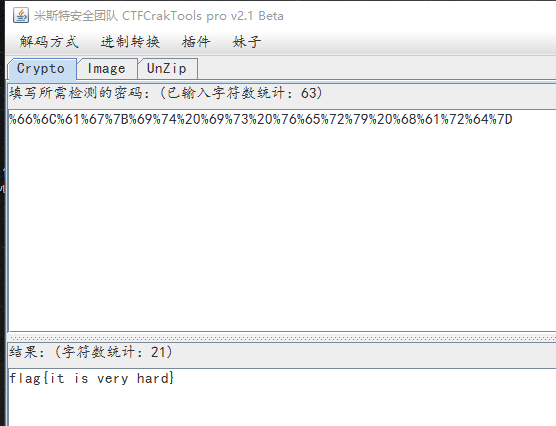 米斯特安全团队 CTFCrakTools pro v2.1 Beta
解码方式 进制转换 插件 妹子
Crypto Image UnZip
填写所需检测的密码：(已输入字符数统计：63)
%66%6C%61%67%7B%69%74%20%69%73%20%76%65%72%79%20%68%61%72%64%7D
结果：(字符数统计：21)
flag{it is very hard}